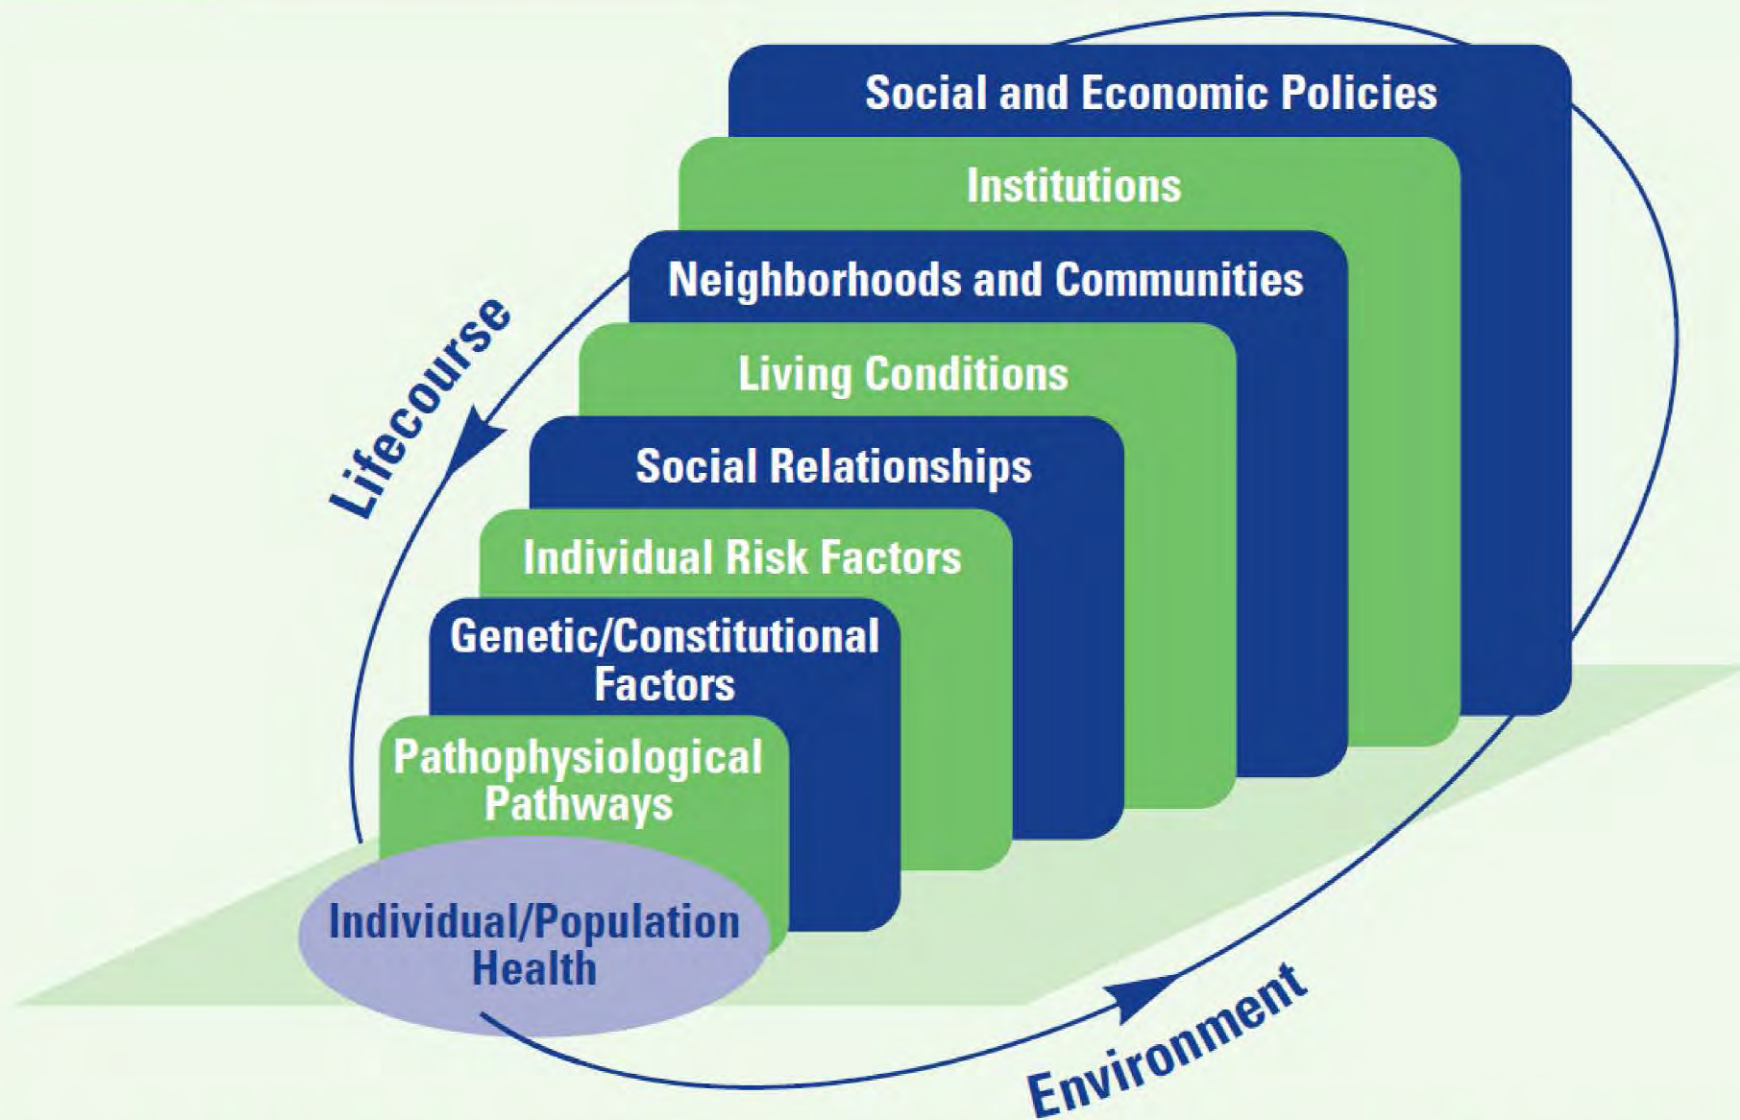 Social and Economic Policies
Institutions
Neighborhoods and Communities
Living Conditions
Social Relationships
Individual Risk Factors
Genetic/Constitutional
Factors
Pathophysiological
Pathways
Individual/Population
Health
Lifecourse
Environment